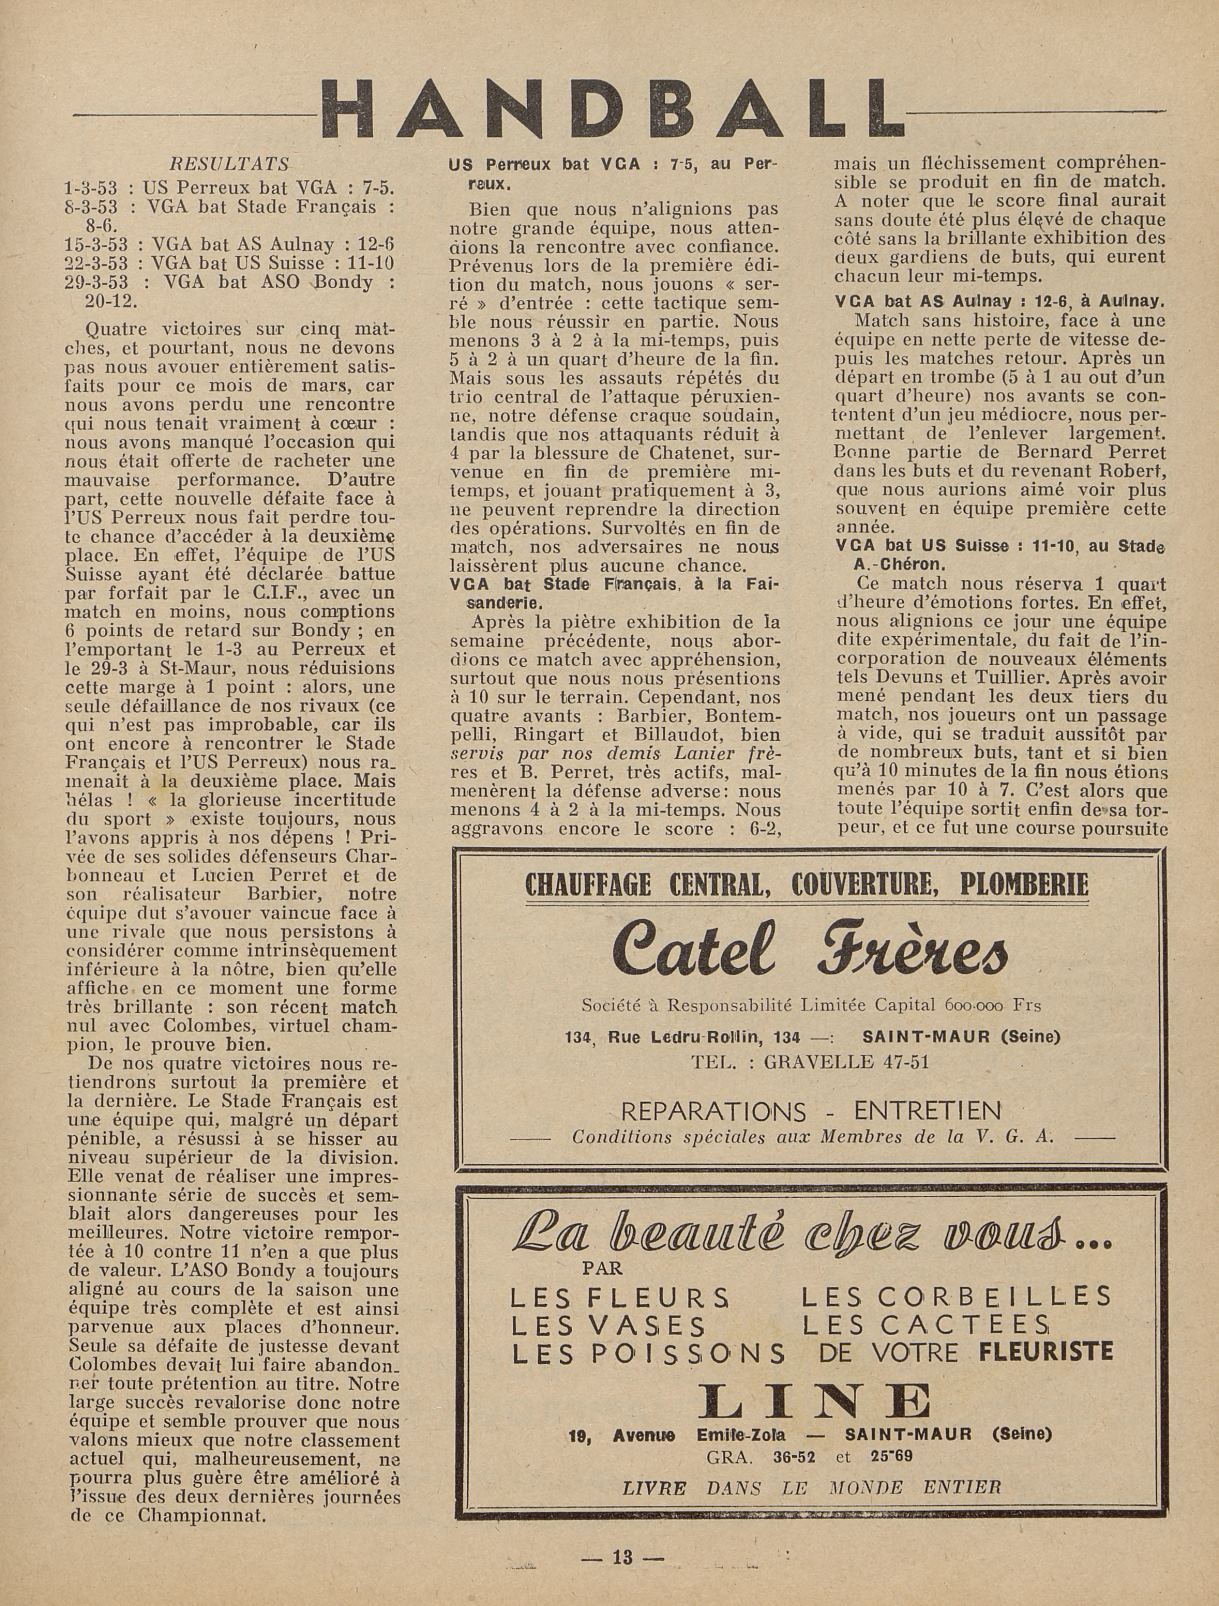 HANDBALL
RESULTATS
1-3-53 : US Perreux bat VGA : 7-5.
8-3-53 : VGA bat Stade Français :
8-6.
15-3-53 : VGA bat AS Aulnay : 12-6
22-3-53 : VGA bat US Suisse : 11-10
29-3-53 : VGA bat ASO Bondy :
20-12.
Quatre victoires sur cinq mat-
ches, et pourtant, nous ne devons
pas nous avouer entièrement satis-
faits pour ce mois de mars, car
nous avons perdu une rencontre
qui nous tenait vraiment à cœur :
nous avons manqué l'occasion qui
nous était offerte de racheter une
mauvaise performance. D'autre
part, cette nouvelle défaite face à
l'US Perreux nous fait perdre tou-
te chance d'accéder à la deuxième
place. En effet, l'équipe de l'US
Suisse ayant été déclarée battue
par forfait par le C.I.F., avec un
match en moins, nous comptions
6 points de retard sur Bondy ; en
l'emportant le 1-3 au Perreux et
le 29-3 à St-Maur, nous réduisions
cette marge à 1 point : alors, une
seule défaillance de nos rivaux (ce
qui n'est pas improbable, car ils
ont encore à rencontrer le Stade
Français et l'US Perreux) nous ra-
menait à la deuxième place. Mais
hélas ! « la glorieuse incertitude
du sport » existe toujours, nous
l'avons appris à nos dépens ! Pri-
vée de ses solides défenseurs Char-
bonneau et Lucien Perret et de
son réalisateur Barbier, notre
équipe dut s'avouer vaincue face à
une rivale que nous persistons à
considérer comme intrinsèquement
inférieure à la nôtre, bien qu'elle
affiche en ce moment une forme
très brillante : son récent match
nul avec Colombes, virtuel cham-
pion, le prouve bien.
De nos quatre victoires nous re-
tiendrons surtout la première et
la dernière. Le Stade Français est
une équipe qui, malgré un départ
pénible, a résussi à se hisser au
niveau supérieur de la division.
Elle venat de réaliser une impres-
sionnante série de succès et sem-
blait alors dangereuses pour les
meilleures. Notre victoire rempor-
tée à 10 contre 11 n'en a que plus
de valeur. L'ASO Bondy a toujours
aligné au cours de la saison une
équipe très complète et est ainsi
parvenue aux places d'honneur.
Seule sa défaite de justesse devant
Colombes devait lui faire abandon-
ner toute prétention au titre. Notre
large succès revalorise donc notre
équipe et semble prouver que nous
valons mieux que notre classement
actuel qui, malheureusement, ne
pourra plus guère être amélioré à
l'issue des deux dernières journées
de ce Championnat.
US Perreux bat VGA : 7-5, au Per-
reux.
Bien que nous n'alignions pas
notre grande équipe, nous atten-
dions la rencontre avec confiance.
Prévenus lors de la première édi-
tion du match, nous jouons « ser-
ré » d'entrée : cette tactique sem-
ble nous réussir en partie. Nous
menons 3 à 2 à la mi-temps, puis
5 à 2 à un quart d'heure de la fin.
Mais sous les assauts répétés du
trio central de l'attaque péruxien-
ne, notre défense craque soudain,
tandis que nos attaquants réduit à
4 par la blessure de Chatenet, sur-
venue en fin de première mi-
temps, et jouant pratiquement à 3,
ne peuvent reprendre la direction
des opérations. Survoltés en fin de
match, nos adversaires ne nous
laissèrent plus aucune chance.
VGA bat Stade Français, à la Fai-
sanderie.
Après la piètre exhibition de la
semaine précédente, nous abor-
dions ce match avec appréhension,
surtout que nous nous présentions
à 10 sur le terrain. Cependant, nos
quatre avants : Barbier, Bontem-
pelli, Ringart et Billaudot, bien
servis par nos demis Lanier frè-
res et B. Perret, très actifs, mal-
menèrent la défense adverse: nous
menons 4 à 2 à la mi-temps. Nous
aggravons encore le score : 6-2,
mais un fléchissement compréhen-
sible se produit en fin de match.
A noter que le score final aurait
sans doute été plus élevé de chaque
côté sans la brillante exhibition des
deux gardiens de buts, qui eurent
chacun leur mi-temps.
VGA bat AS Aulnay : 12-6, à Aulnay.
Match sans histoire, face à une
équipe en nette perte de vitesse de-
puis les matches retour. Après un
départ en trombe (5 à 1 au out d'un
quart d'heure) nos avants se con-
tentent d'un jeu médiocre, nous per-
mettant de l'enlever largement.
Bonne partie de Bernard Perret
dans les buts et du revenant Robert,
que nous aurions aimé voir plus
souvent en équipe première cette
année.
VGA bat US Suisse : 11-10, au Stade
A.-Chéron.
Ce match nous réserva 1 quart
d'heure d'émotions fortes. En effet,
nous alignions ce jour une équipe
dite expérimentale, du fait de l'in-
corporation de nouveaux éléments
tels Devuns et Tuillier. Après avoir
mené pendant les deux tiers du
match, nos joueurs ont un passage
à vide, qui se traduit aussitôt par
de nombreux buts, tant et si bien
qu'à 10 minutes de la fin nous étions
menés par 10 à 7. C'est alors que
toute l'équipe sortit enfin de sa tor-
peur, et ce fut une course poursuite
CHAUFFAGE CENTRAL, COUVERTURE, PLOMBERIE
Catel Frères
Société à Responsabilité Limitée Capital 600.000 Frs
134, Rue Ledru-Rollin, 134 —: SAINT-MAUR (Seine)
TEL. : GRAVELLE 47-51
REPARATIONS - ENTRETIEN
Conditions spéciales aux Membres de la V. G. A.
La beauté chez vous...
PAR
LES FLEURS LES CORBEILLES
LES VASES LES CACTEES
LES POISSONS DE VOTRE FLEURISTE
LINE
19, Avenue Emile-Zola — SAINT-MAUR (Seine)
GRA. 36-52 et 25-69
LIVRE DANS LE MONDE ENTIER
— 13 —